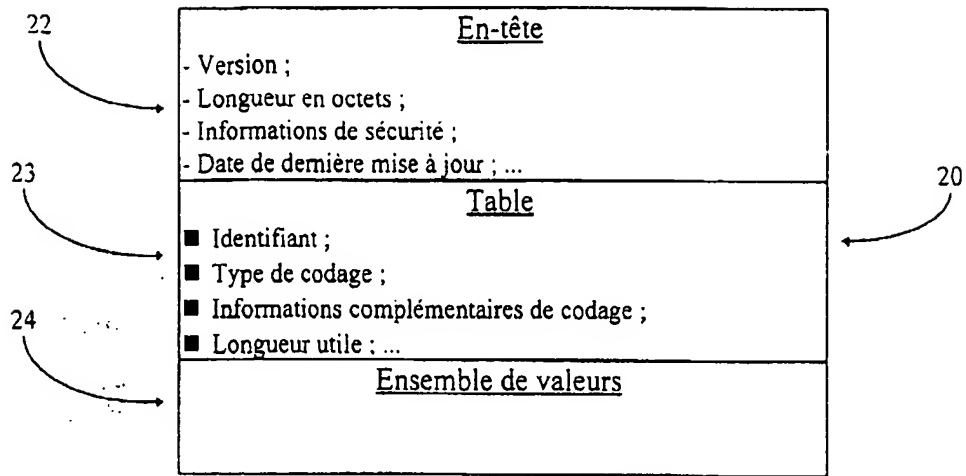 22
En-tête
- Version ;
- Longueur en octets ;
- Informations de sécurité ;
- Date de dernière mise à jour ; ...
23
20
Table
■ Identifiant ;
■ Type de codage ;
■ Informations complémentaires de codage ;
■ Longueur utile ; ...
24
Ensemble de valeurs